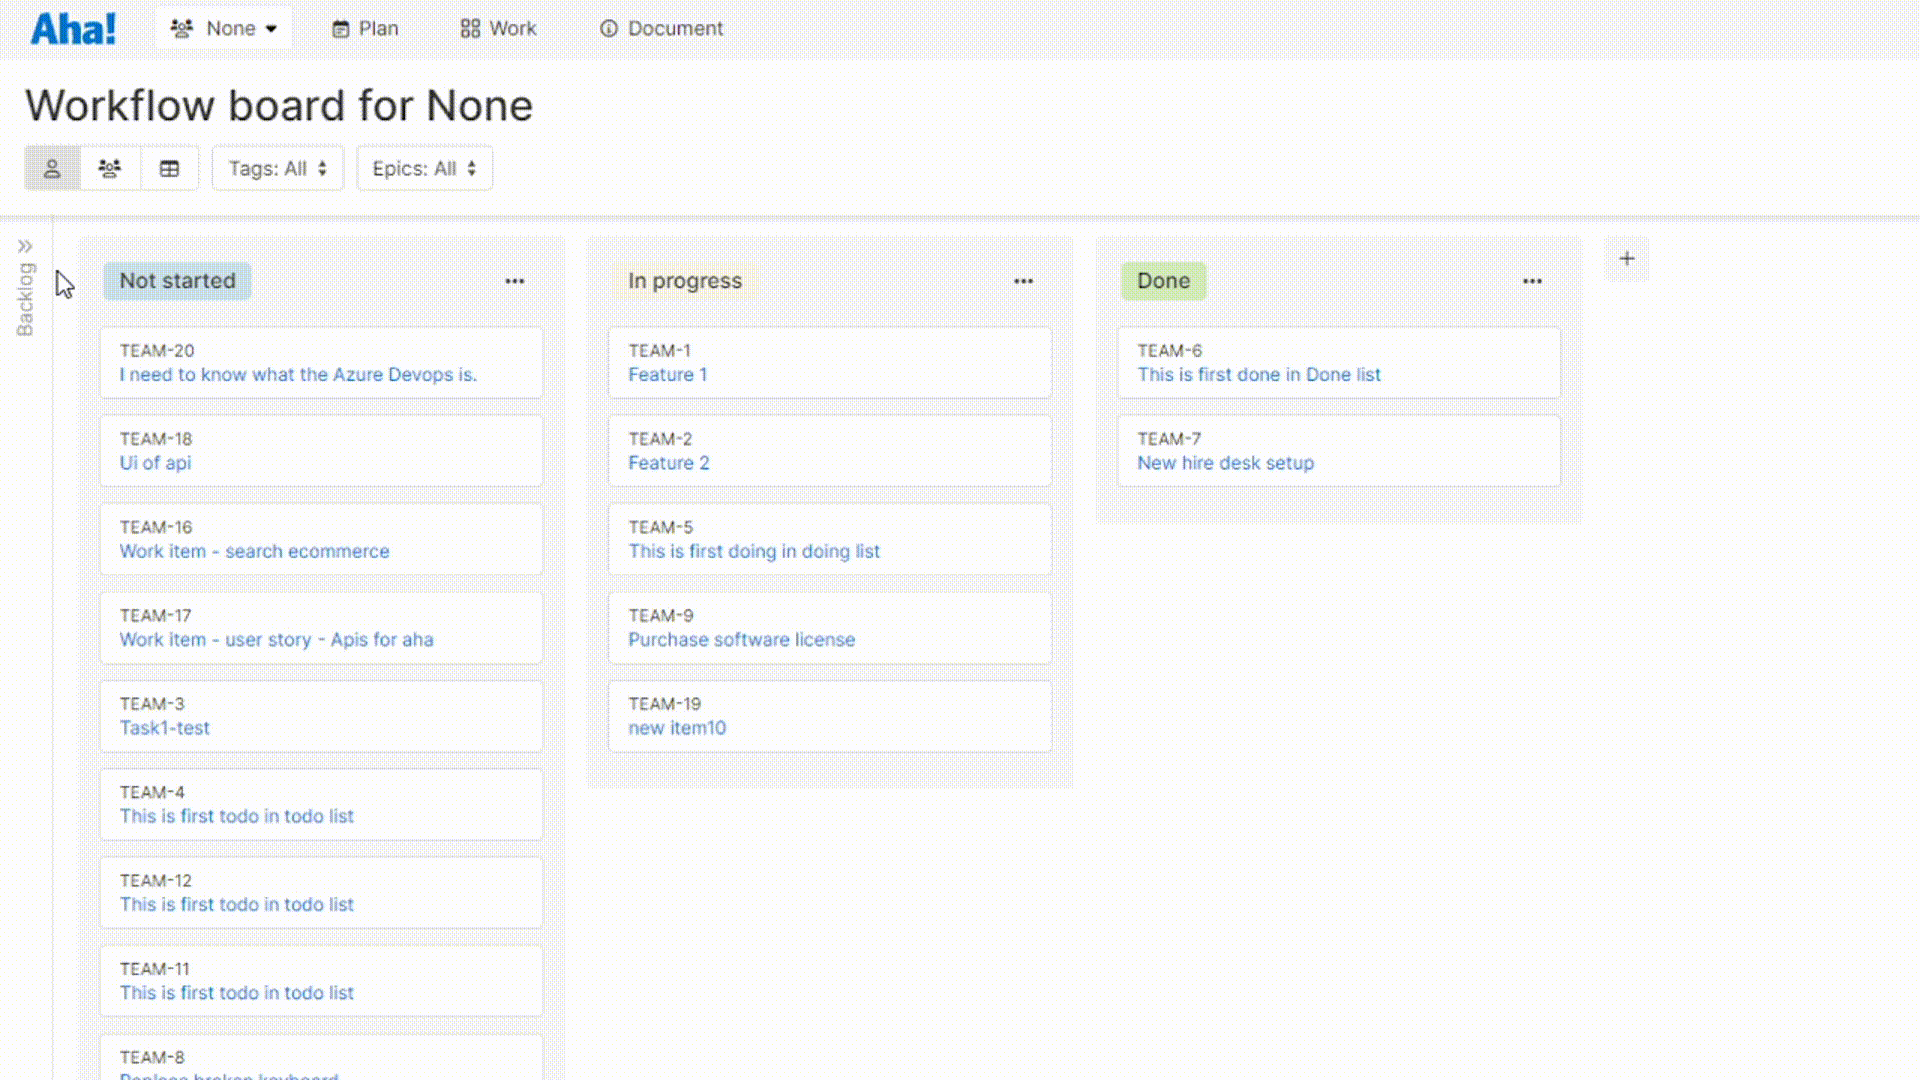 Aha!
None
Plan
Work
Document
Workflow board for None
Tags: All
Epics: All
Backlog
Not started
TEAM-20
I need to know what the Azure Devops is.
TEAM-18
Ui of api
TEAM-16
Work item - search ecommerce
TEAM-17
Work item - user story - Apis for aha
TEAM-3
Task1-test
TEAM-4
This is first todo in todo list
TEAM-12
This is first todo in todo list
TEAM-11
This is first todo in todo list
TEAM-8
Replace broken keyboard
In progress
TEAM-1
Feature 1
TEAM-2
Feature 2
TEAM-5
This is first doing in doing list
TEAM-9
Purchase software license
TEAM-19
new item10
Done
TEAM-6
This is first done in Done list
TEAM-7
New hire desk setup